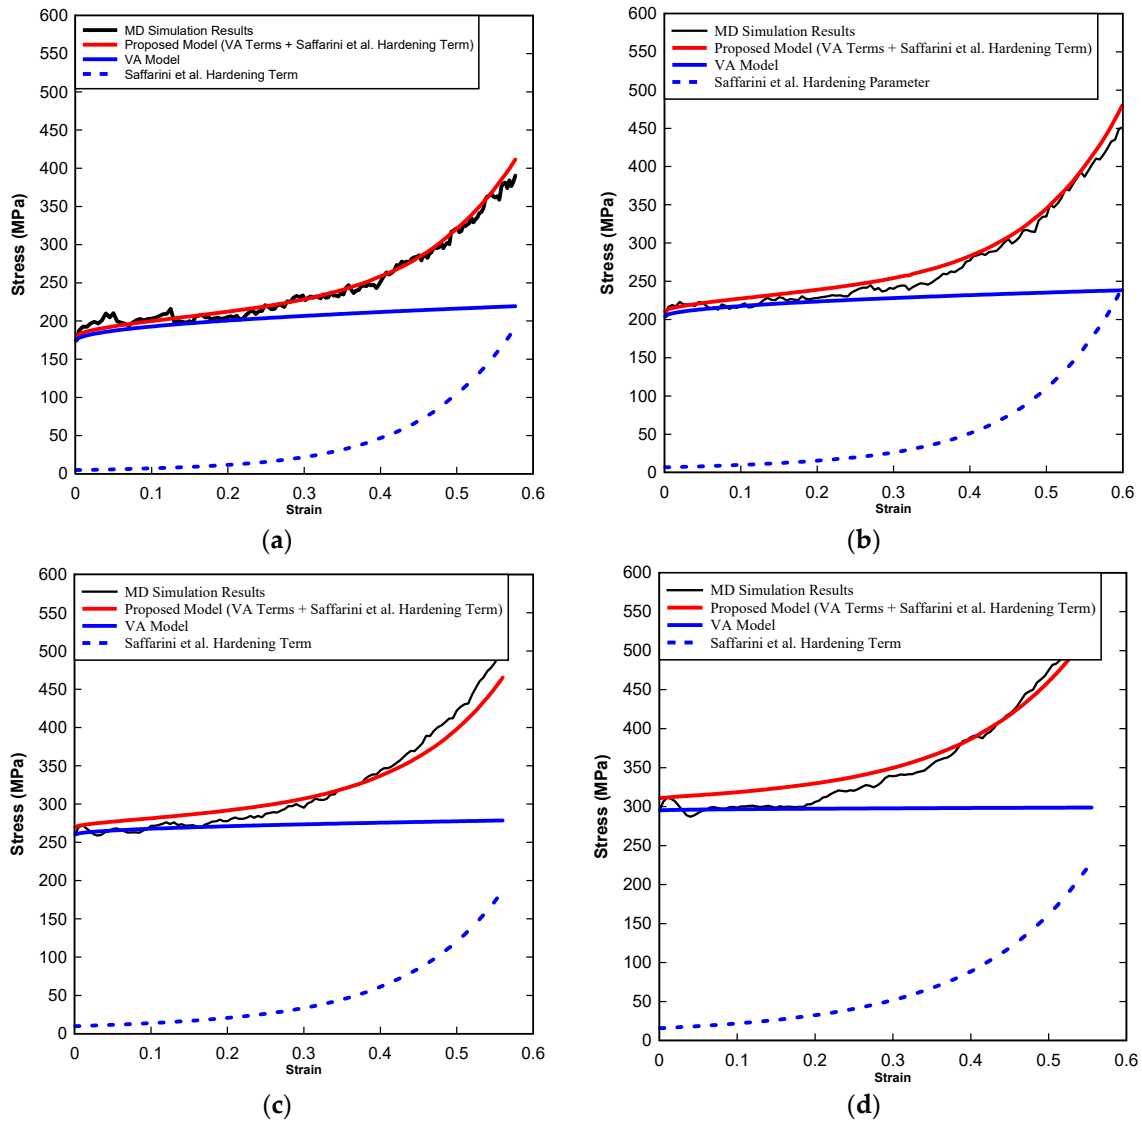 MD Simulation Results
Proposed Model (VA Terms + Saffarini et al. Hardening Term)
VA Model
Saffarini et al. Hardening Term
600
550
500
450
400
350
300
250
200
150
100
50
0
Stress (MPa)
0 0.1 0.2 0.3 0.4 0.5 0.6
Strain
(a)
MD Simulation Results
Proposed Model (VA Terms + Saffarini et al. Hardening Term)
VA Model
Saffarini et al. Hardening Parameter
600
550
500
450
400
350
300
250
200
150
100
50
0
Stress (MPa)
0 0.1 0.2 0.3 0.4 0.5 0.6
Strain
(b)
MD Simulation Results
Proposed Model (VA Terms + Saffarini et al. Hardening Term)
VA Model
Saffarini et al. Hardening Term
600
550
500
450
400
350
300
250
200
150
100
50
0
Stress (MPa)
0 0.1 0.2 0.3 0.4 0.5 0.6
Strain
(c)
MD Simulation Results
Proposed Model (VA Terms + Saffarini et al. Hardening Term)
VA Model
Saffarini et al. Hardening Term
600
550
500
450
400
350
300
250
200
150
100
50
0
Stress (MPa)
0 0.1 0.2 0.3 0.4 0.5 0.6
Strain
(d)